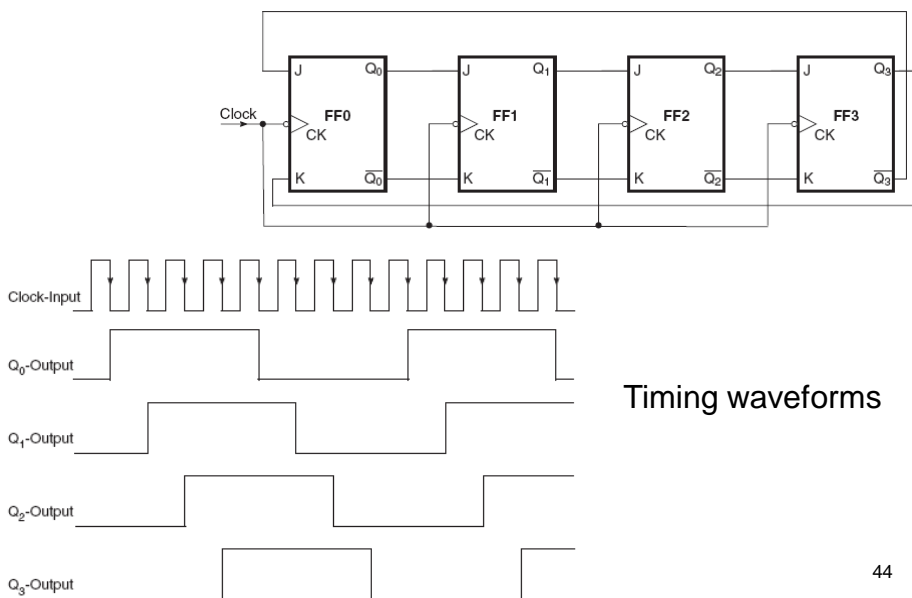 J Q₀ J Q₁ J Q₂ J Q₃
Clock FF0 FF1 FF2 FF3
CK CK CK CK
K Q̅₀ K Q̅₁ K Q̅₂ K Q̅₃
Clock-Input
Q₀-Output
Timing waveforms
Q₁-Output
Q₂-Output
Q₃-Output
44